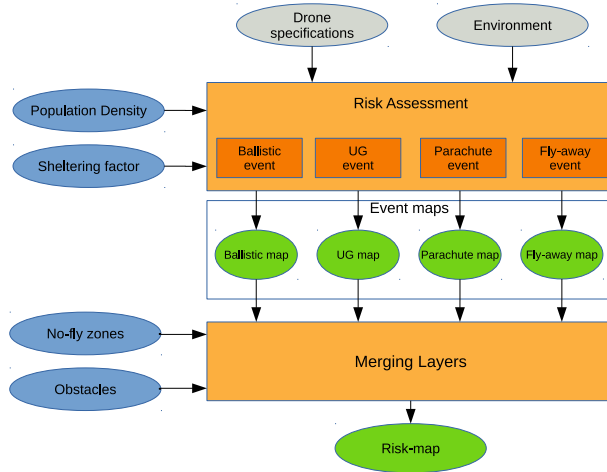 Drone
specifications
Environment
Population Density
Risk Assessment
Sheltering factor
Ballistic
event
UG
event
Parachute
event
Fly-away
event
Event maps
Ballistic map
UG map
Parachute map
Fly-away map
No-fly zones
Merging Layers
Obstacles
Risk-map